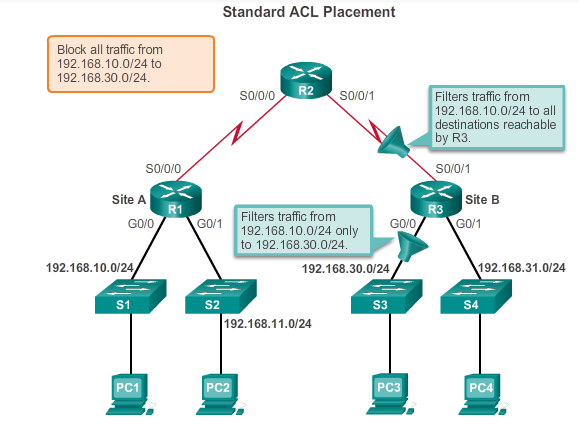 Standard ACL Placement
Block all traffic from
192.168.10.0/24 to
192.168.30.0/24.
R2
S0/0/0
S0/0/1
Filters traffic from
192.168.10.0/24 to all
destinations reachable
by R3.
S0/0/0
S0/0/1
Site A
R1
R3
Site B
G0/0
G0/1
Filters traffic from
192.168.10.0/24 only
to 192.168.30.0/24.
G0/0
G0/1
192.168.10.0/24
192.168.30.0/24
192.168.31.0/24
S1
S2
S3
S4
192.168.11.0/24
PC1
PC2
PC3
PC4